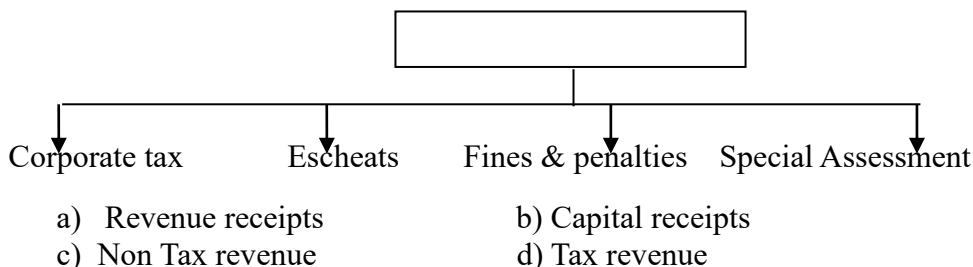 Corporate tax Escheats Fines & penalties Special Assessment
a) Revenue receipts b) Capital receipts
c) Non Tax revenue d) Tax revenue